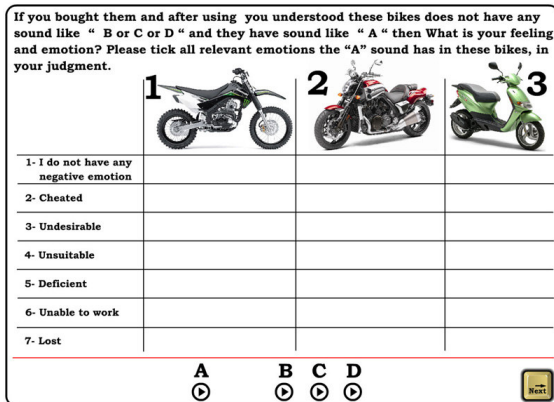 If you bought them and after using  you understood these bikes does not have any
sound like  “  B or C or D “ and they have sound like  “ A “ then What is your feeling
and emotion? Please tick all relevant emotions the “A” sound has in these bikes, in
your judgment.
1 2 3
1- I do not have any
negative emotion
2- Cheated
3- Undesirable
4- Unsuitable
5- Deficient
6- Unable to work
7- Lost
A B C D
Next